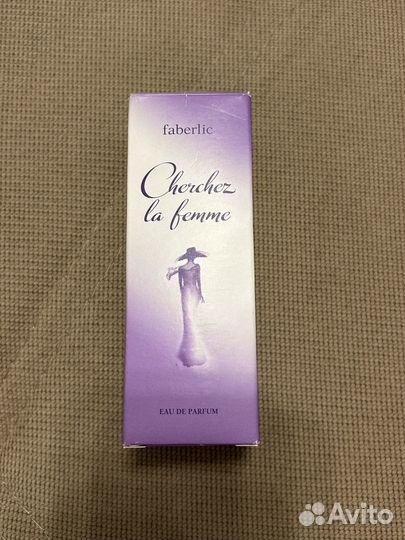 faberlic
Cherchez
la femme
EAU DE PARFUM
Avito